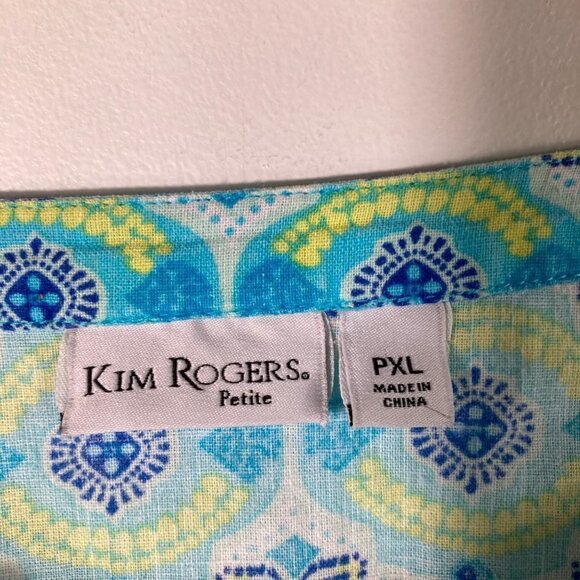 KIM ROGERS®
Petite
PXL
MADE IN
CHINA